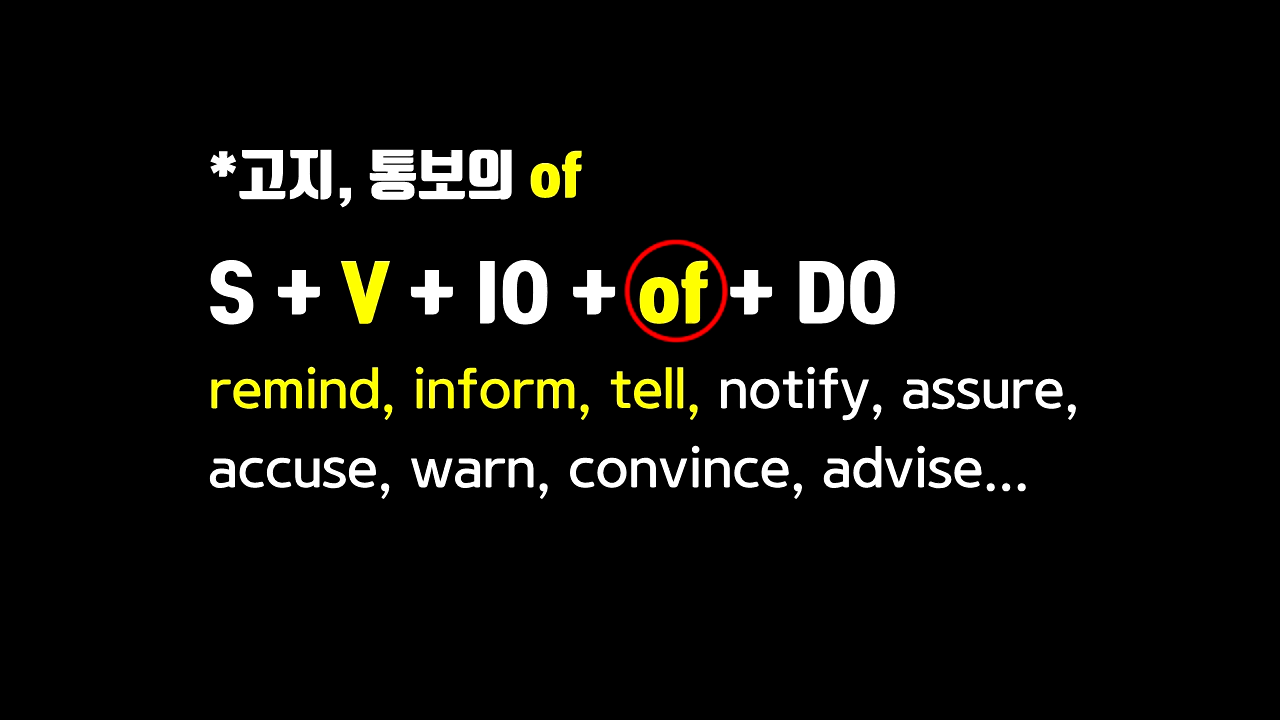 *고지, 통보의 of
S + V + IO + of + DO
remind, inform, tell, notify, assure,
accuse, warn, convince, advise...